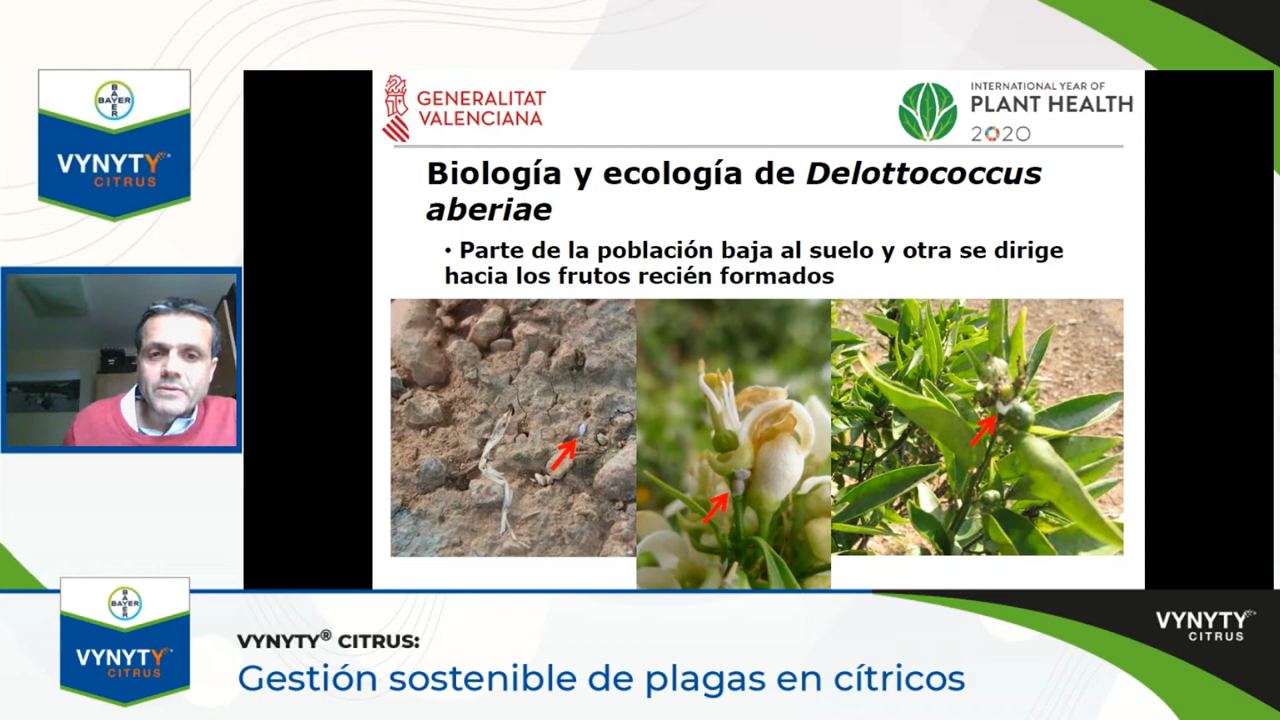 BAYER
BAYER
VYNYTY
CITRUS
GENERALITAT
VALENCIANA
INTERNATIONAL YEAR OF
PLANT HEALTH
2020
Biología y ecología de Delottococcus
aberiae
• Parte de la población baja al suelo y otra se dirige
hacia los frutos recién formados
BAYER
BAYER
VYNYTY
CITRUS
VYNYTY® CITRUS:
Gestión sostenible de plagas en cítricos
VYNYTY
CITRUS